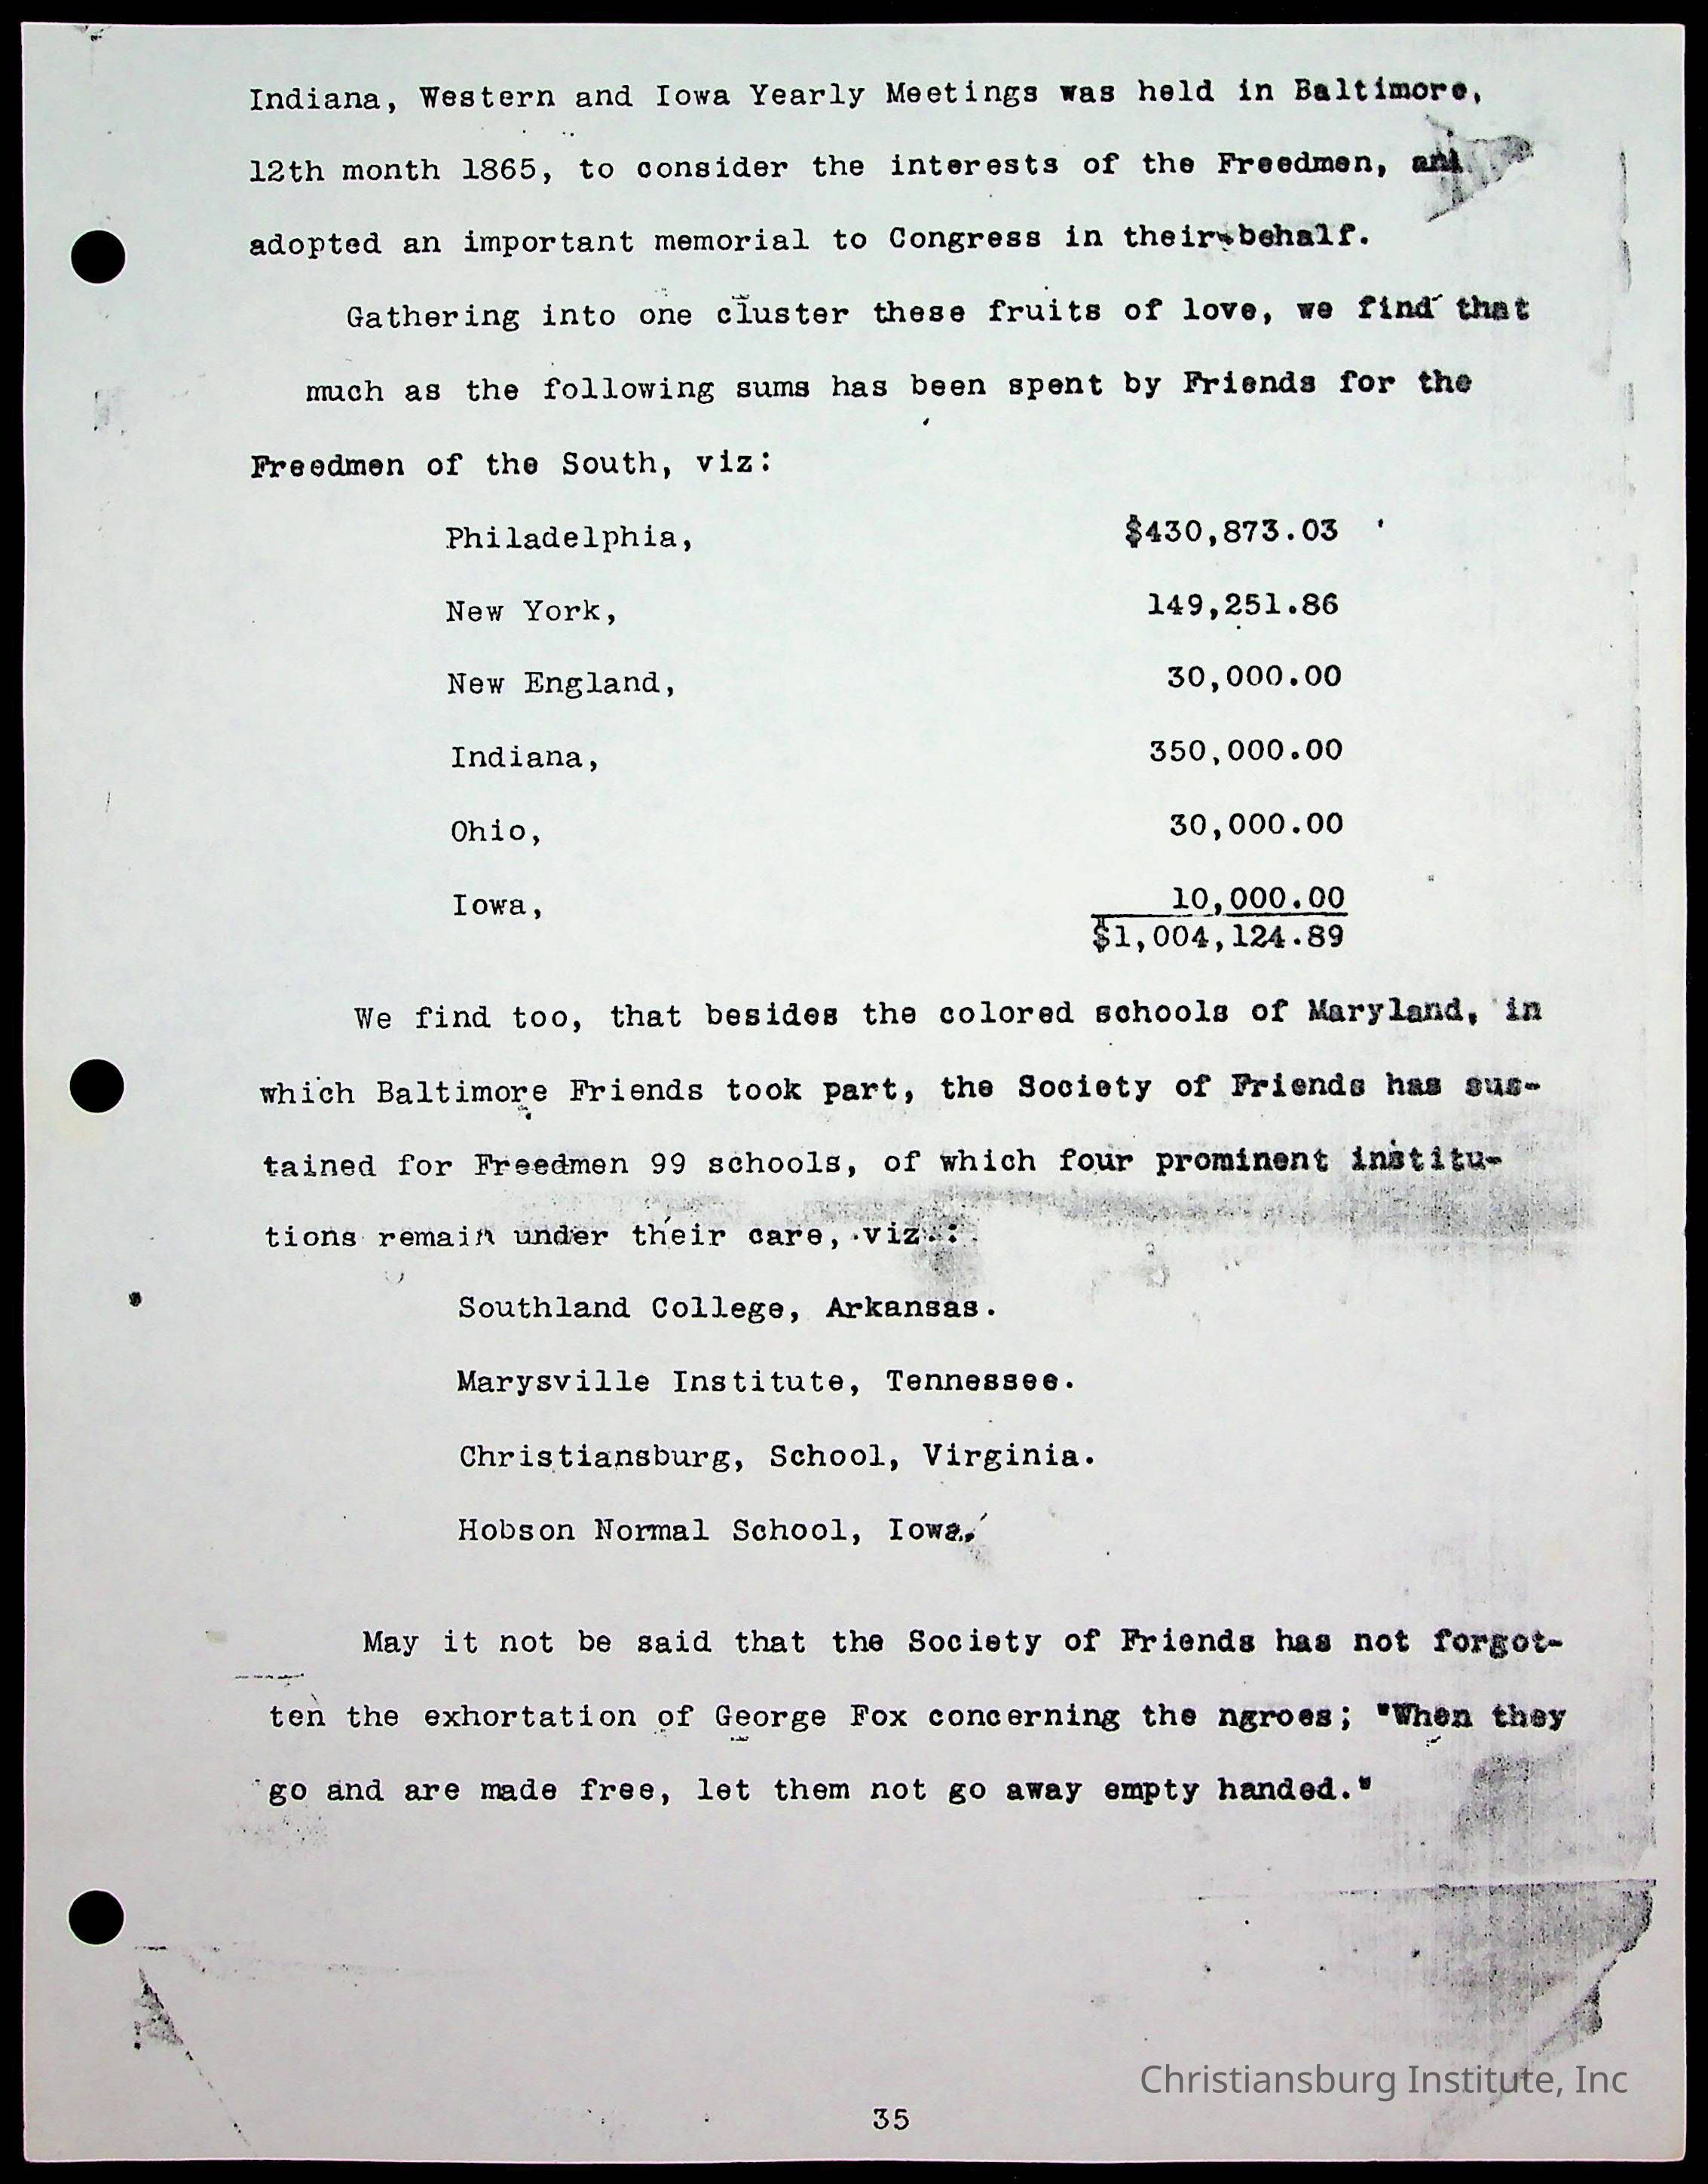 Indiana, Western and Iowa Yearly Meetings was held in Baltimore,
12th month 1865, to consider the interests of the Freedmen, and
adopted an important memorial to Congress in their behalf.
Gathering into one cluster these fruits of love, we find that
much as the following sums has been spent by Friends for the
Freedmen of the South, viz:
Philadelphia, $430,873.03
New York, 149,251.86
New England, 30,000.00
Indiana, 350,000.00
Ohio, 30,000.00
Iowa, 10,000.00
$1,004,124.89
We find too, that besides the colored schools of Maryland, in
which Baltimore Friends took part, the Society of Friends has sus-
tained for Freedmen 99 schools, of which four prominent institu-
tions remain under their care, viz.:
Southland College, Arkansas.
Marysville Institute, Tennessee.
Christiansburg, School, Virginia.
Hobson Normal School, Iowa.
May it not be said that the Society of Friends has not forgot-
ten the exhortation of George Fox concerning the ngroes; "When they
go and are made free, let them not go away empty handed."
Christiansburg Institute, Inc
35